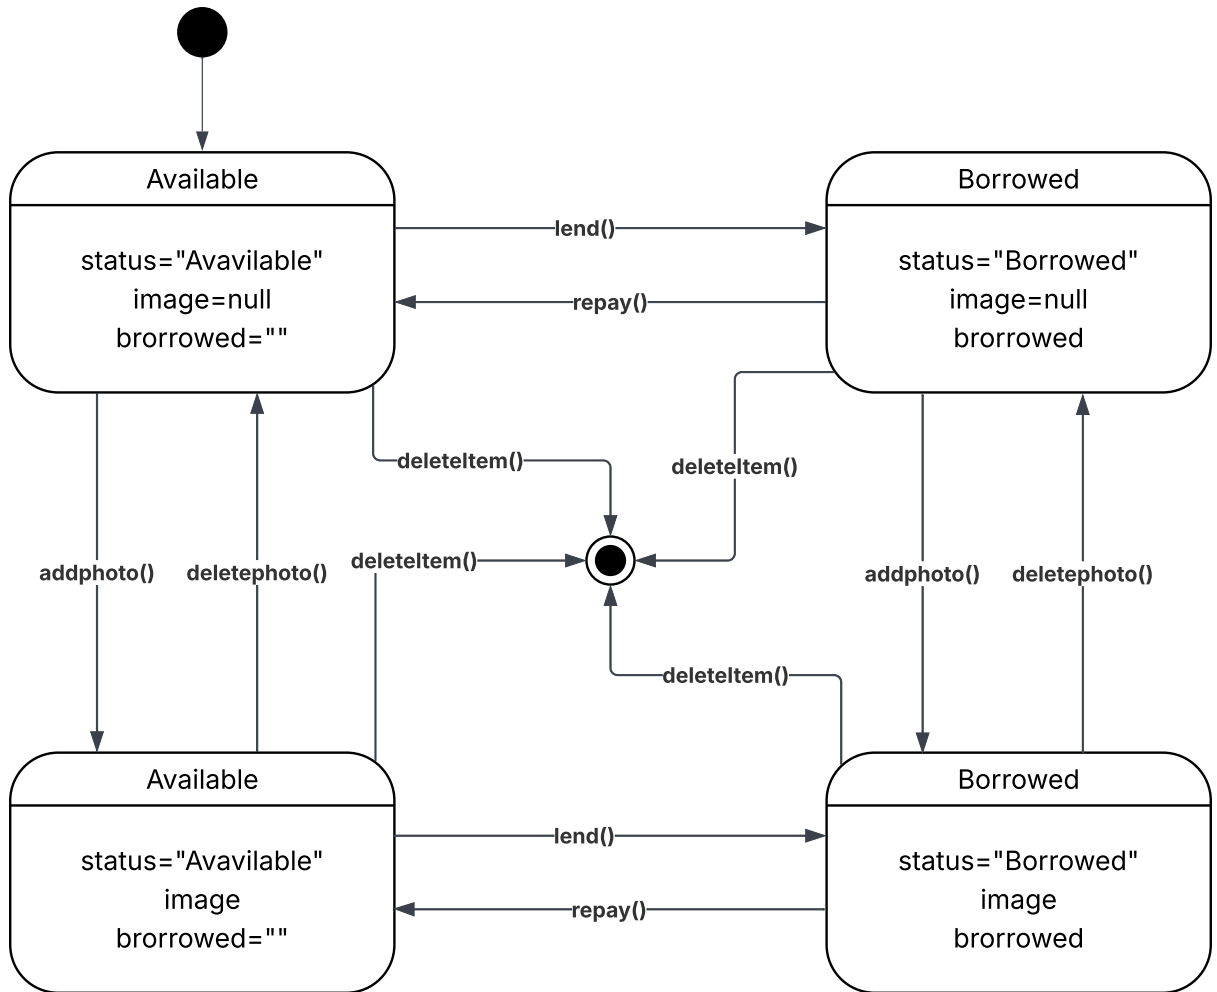 Available
Borrowed
status="Avavilable"
image=null
brorrowed=""
lend()
repay()
status="Borrowed"
image=null
brorrowed
deleteItem()
deleteItem()
addphoto()
deletephoto()
deleteItem()
addphoto()
deletephoto()
deleteItem()
Available
Borrowed
status="Avavilable"
image
brorrowed=""
lend()
repay()
status="Borrowed"
image
brorrowed